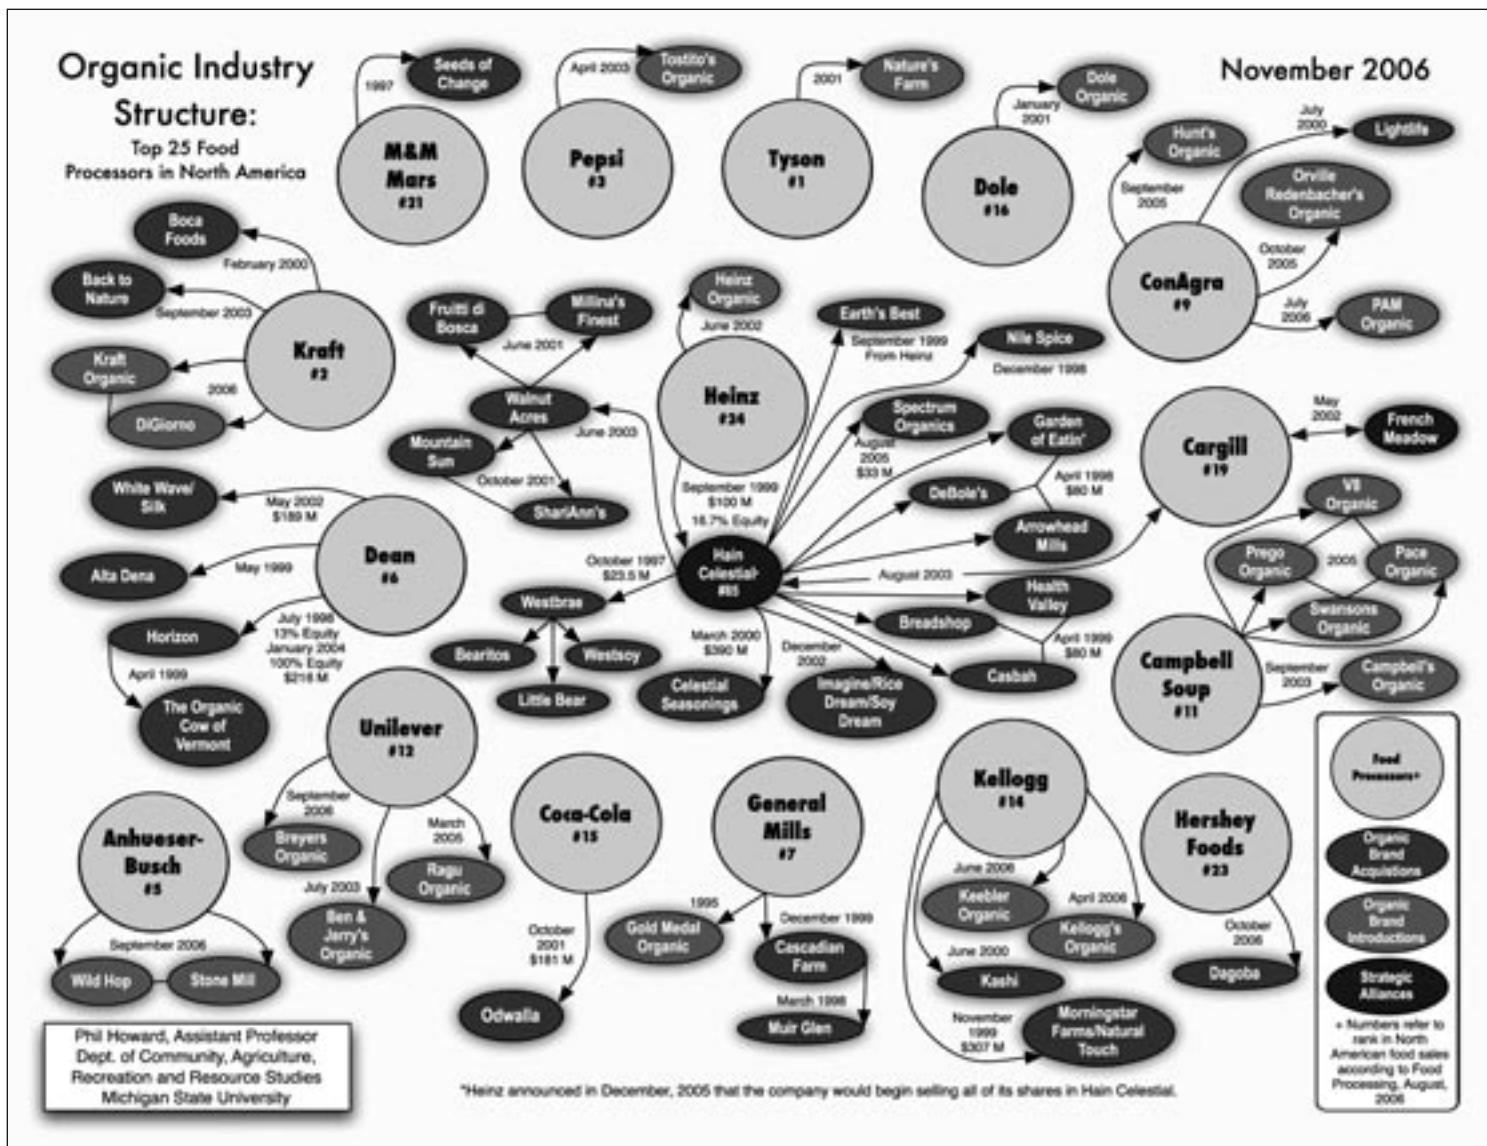 Organic Industry
Structure:
Top 25 Food
Processors in North America
November 2006
M&M
Mars
#21
1997
Seeds of
Change
Pepsi
#3
April 2003
Tostito's
Organic
Tyson
#1
2001
Nature's
Farm
Dole
#16
January
2001
Dole
Organic
ConAgra
#9
September
2005
Hunt's
Organic
July
2000
Lightlife
Orville
Redenbacher's
Organic
October
2005
July
2006
PAM
Organic
Kraft
#2
Boca
Foods
February 2000
Back to
Nature
September 2003
Kraft
Organic
2006
DiGiorno
Fruitti di
Bosca
Millina's
Finest
June 2001
Walnut
Acres
June 2003
Mountain
Sun
October 2001
ShariAnn's
Heinz
Organic
June 2002
Heinz
#24
September 1999
$100 M
16.7% Equity
Earth's Best
September 1999
From Heinz
Nile Spice
December 1998
Spectrum
Organics
August
2005
$33 M
Garden
of Eatin'
DeBole's
April 1998
$80 M
Arrowhead
Mills
Cargill
#19
May
2002
French
Meadow
August 2003
Hain
Celestial*
#85
Health
Valley
Breadshop
April 1999
$80 M
Casbah
October 1997
$23.5 M
Westbrae
Bearitos
Westsoy
Little Bear
March 2000
$390 M
Celestial
Seasonings
December
2002
Imagine/Rice
Dream/Soy
Dream
Dean
#6
White Wave/
Silk
May 2002
$189 M
Alta Dena
May 1999
Horizon
July 1998
13% Equity
January 2004
100% Equity
$216 M
April 1999
The Organic
Cow of
Vermont
Campbell
Soup
#11
V8
Organic
Prego
Organic
2005
Pace
Organic
Swansons
Organic
September
2003
Campbell's
Organic
Unilever
#12
September
2006
Breyers
Organic
July 2003
Ben &
Jerry's
Organic
March
2005
Ragu
Organic
Anhueser-
Busch
#5
September 2006
Wild Hop
Stone Mill
Coca-Cola
#15
October
2001
$181 M
Odwalla
General
Mills
#7
1995
Gold Medal
Organic
December 1999
Cascadian
Farm
March 1998
Muir Glen
Kellogg
#14
June 2006
Keebler
Organic
April 2006
Kellogg's
Organic
June 2000
Kashi
November
1999
$307 M
Morningstar
Farms/Natural
Touch
Hershey
Foods
#23
October
2006
Dagoba
Food
Processors+
Organic
Brand
Acquistions
Organic
Brand
Introductions
Strategic
Alliances
+ Numbers refer to
rank in North
American food sales
according to Food
Processing, August,
2006
Phil Howard, Assistant Professor
Dept. of Community, Agriculture,
Recreation and Resource Studies
Michigan State University
*Heinz announced in December, 2005 that the company would begin selling all of its shares in Hain Celestial.